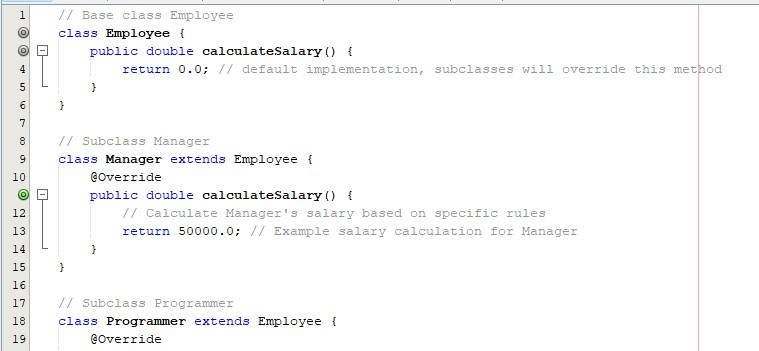 1 // Base class Employee
class Employee {
public double calculateSalary() {
4 return 0.0; // default implementation, subclasses will override this method
5 }
6 }
7
8 // Subclass Manager
9 class Manager extends Employee {
10 @Override
public double calculateSalary() {
12 // Calculate Manager's salary based on specific rules
13 return 50000.0; // Example salary calculation for Manager
14 }
15 }
16
17 // Subclass Programmer
18 class Programmer extends Employee {
19 @Override